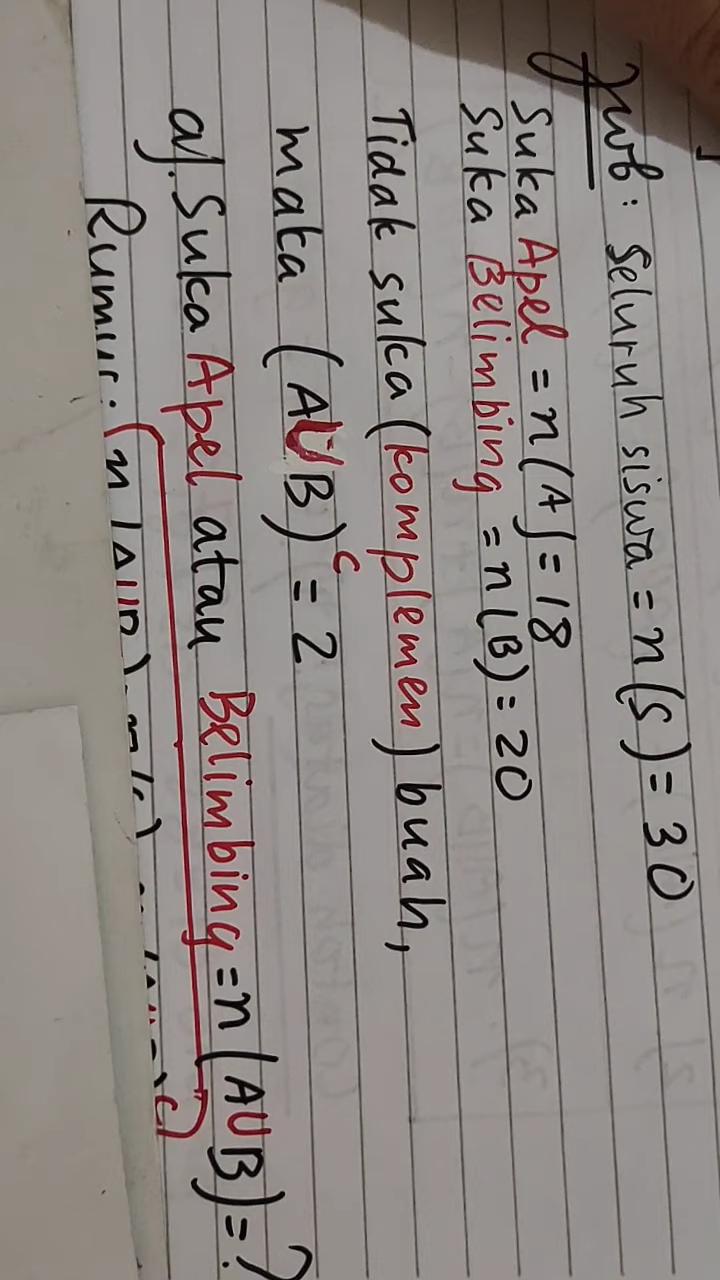 Jwb: Seluruh siswa = n(S) = 30
Suka Apel = n(A) = 18
Suka Belimbing = n(B) = 20
Tidak suka (komplemen) buah,
maka (A∪B)ᶜ = 2
a). Suka Apel atau Belimbing = n(A∪B) = ?
Rumus: n(A∪B)